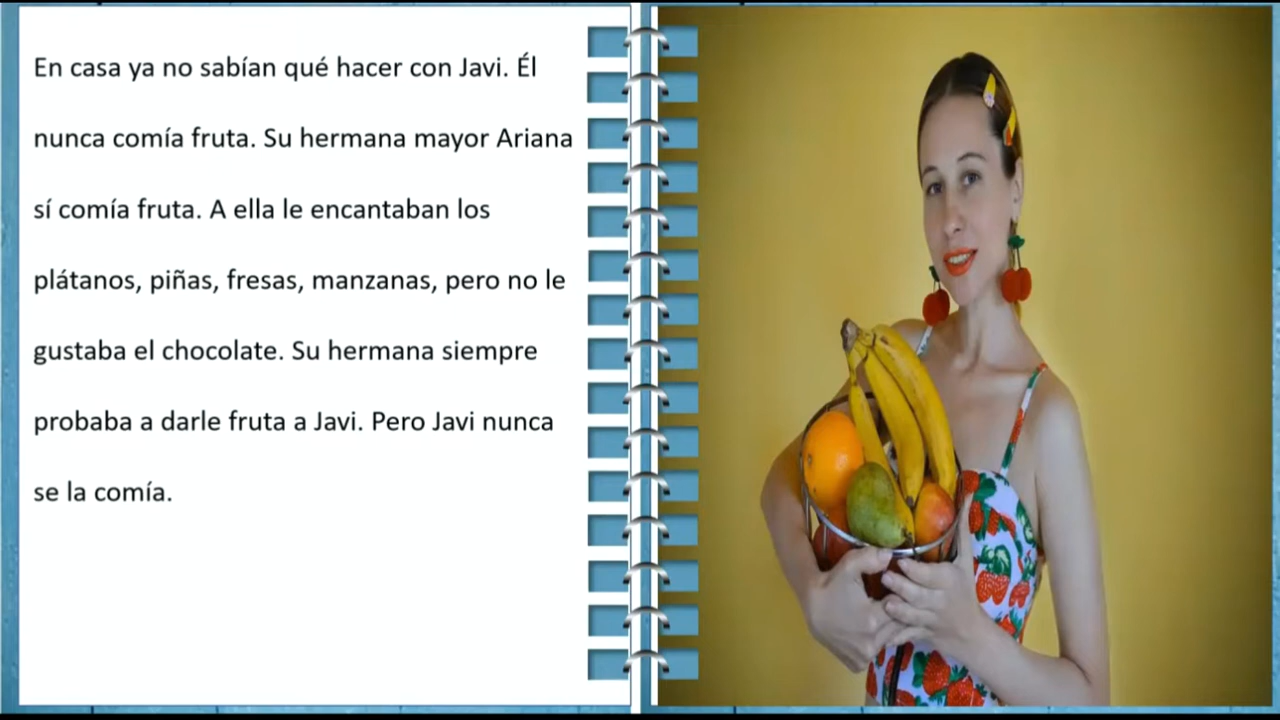 En casa ya no sabían qué hacer con Javi. Él
nunca comía fruta. Su hermana mayor Ariana
sí comía fruta. A ella le encantaban los
plátanos, piñas, fresas, manzanas, pero no le
gustaba el chocolate. Su hermana siempre
probaba a darle fruta a Javi. Pero Javi nunca
se la comía.